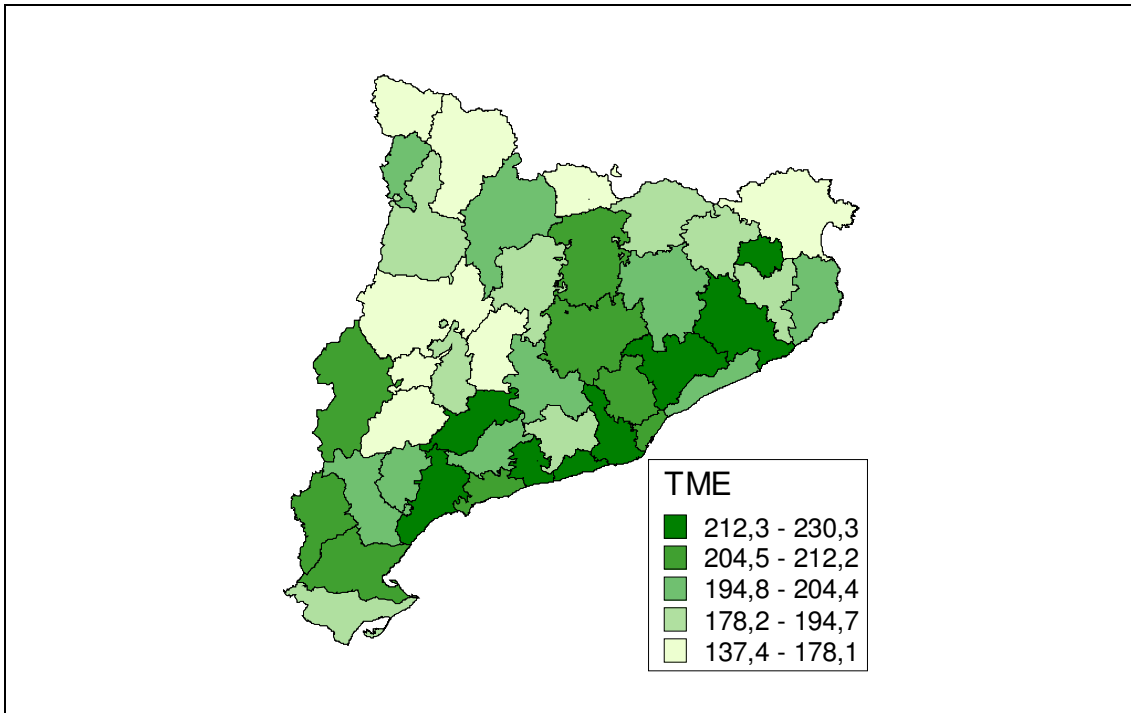 TME
212,3 - 230,3
204,5 - 212,2
194,8 - 204,4
178,2 - 194,7
137,4 - 178,1